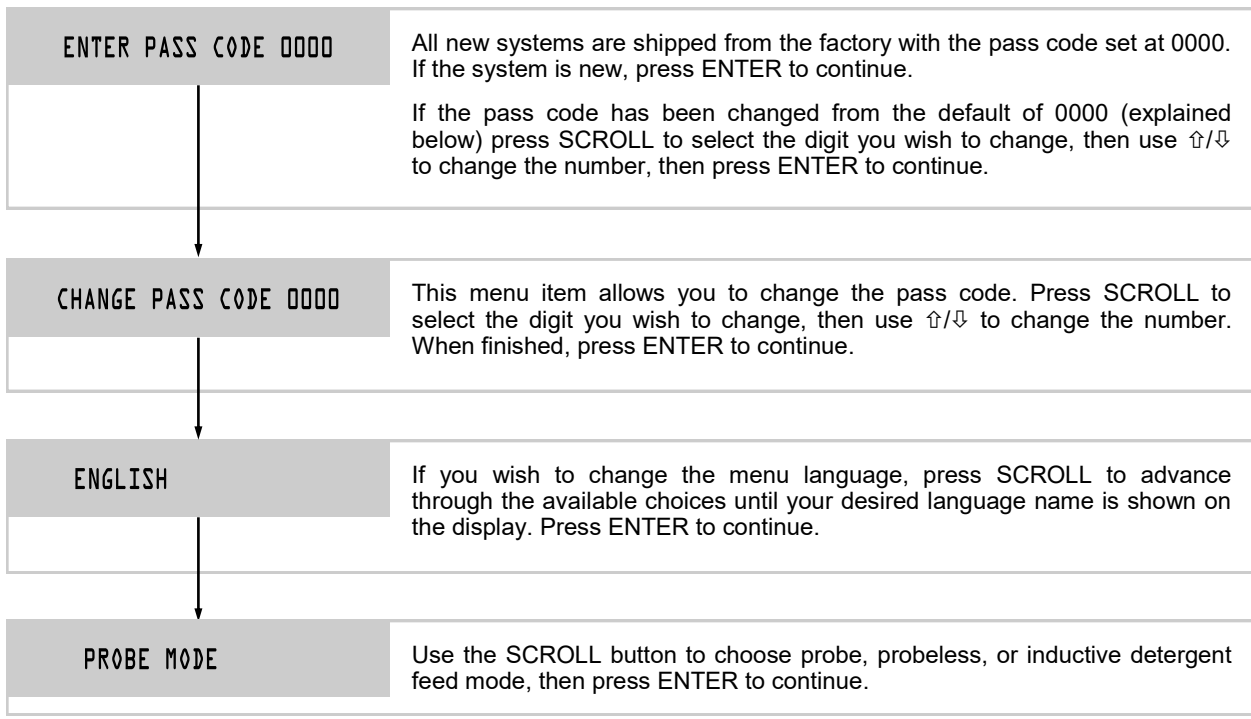 ENTER PASS CODE 0000
All new systems are shipped from the factory with the pass code set at 0000.
If the system is new, press ENTER to continue.
If the pass code has been changed from the default of 0000 (explained
below) press SCROLL to select the digit you wish to change, then use ⇧/⇩
to change the number, then press ENTER to continue.
CHANGE PASS CODE 0000
This menu item allows you to change the pass code. Press SCROLL to
select the digit you wish to change, then use ⇧/⇩ to change the number.
When finished, press ENTER to continue.
ENGLISH
If you wish to change the menu language, press SCROLL to advance
through the available choices until your desired language name is shown on
the display. Press ENTER to continue.
PROBE MODE
Use the SCROLL button to choose probe, probeless, or inductive detergent
feed mode, then press ENTER to continue.